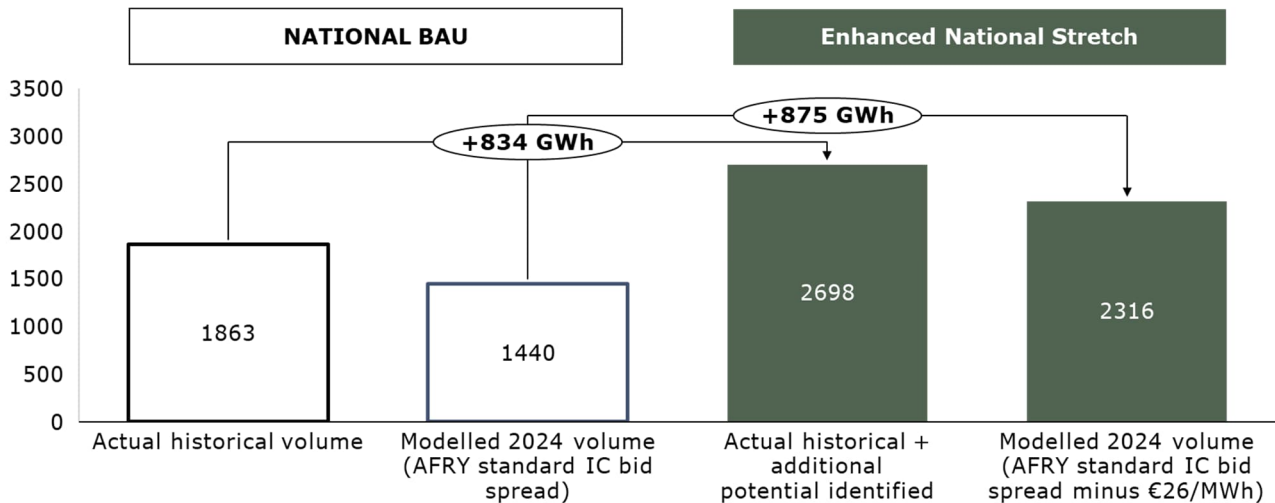 NATIONAL BAU
Enhanced National Stretch
3500
3000
2500
2000
1500
1000
500
0
+834 GWh
+875 GWh
1863
1440
2698
2316
Actual historical volume
Modelled 2024 volume
(AFRY standard IC bid
spread)
Actual historical +
additional
potential identified
Modelled 2024 volume
(AFRY standard IC bid
spread minus €26/MWh)